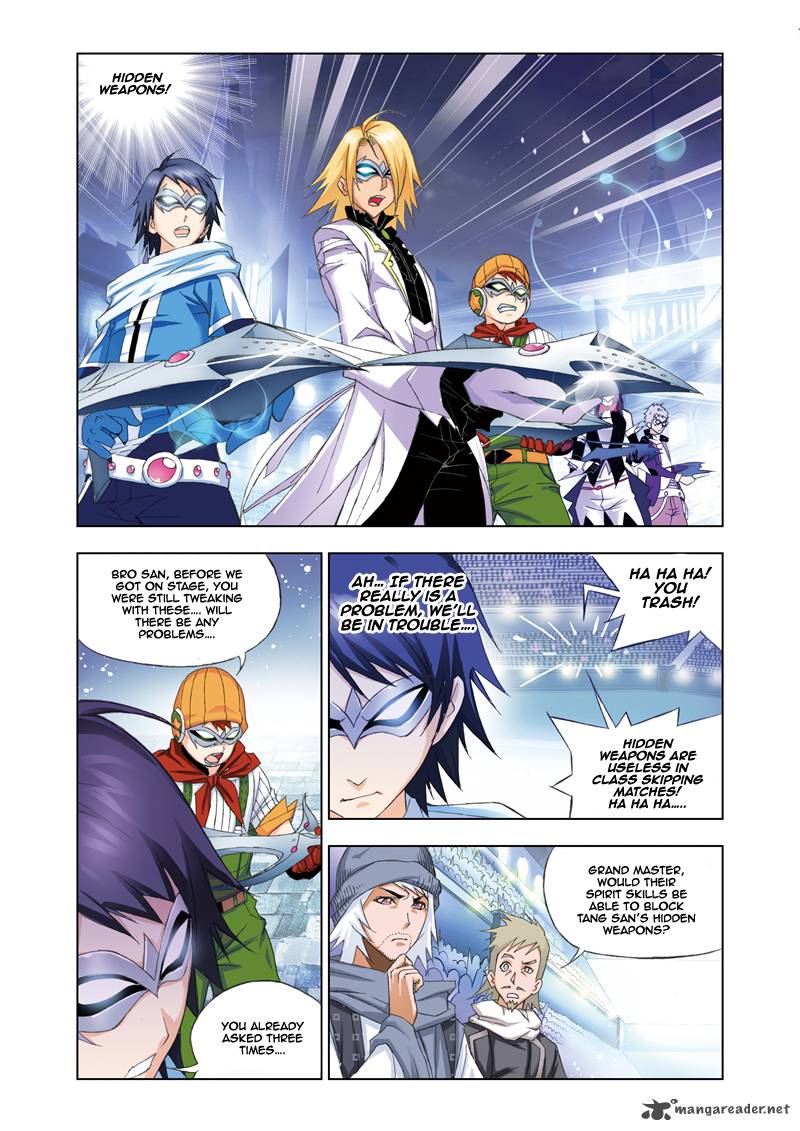 HIDDEN
WEAPONS!
BRO SAN, BEFORE WE
GOT ON STAGE, YOU
WERE STILL TWEAKING
WITH THESE.... WILL
THERE BE ANY
PROBLEMS....
YOU ALREADY
ASKED THREE
TIMES....
AH... IF THERE
REALLY IS A
PROBLEM, WE'LL
BE IN TROUBLE....
HA HA HA!
YOU
TRASH!
HIDDEN
WEAPONS ARE
USELESS IN
CLASS SKIPPING
MATCHES!
HA HA HA.....
GRAND MASTER,
WOULD THEIR
SPIRIT SKILLS BE
ABLE TO BLOCK
TANG SAN'S HIDDEN
WEAPONS?
mangareader.net